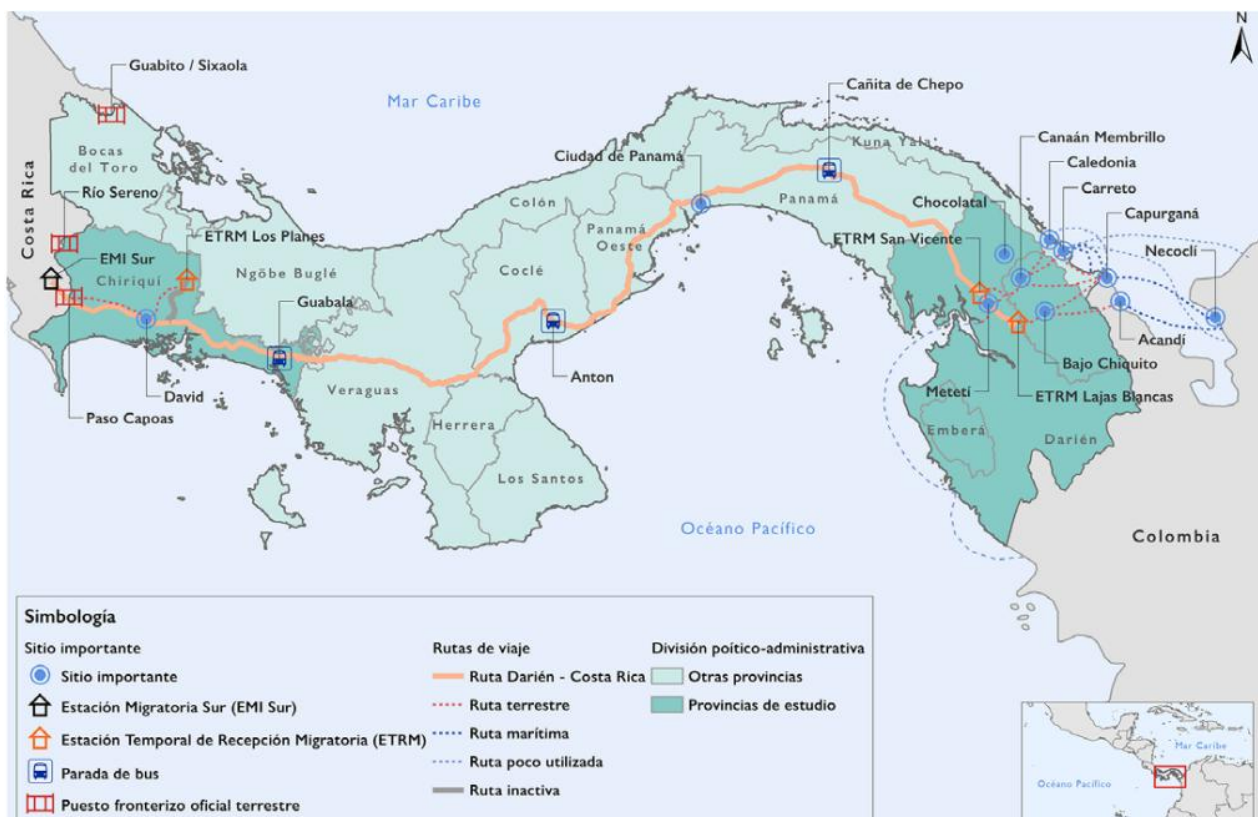 N
Guabito / Sixaola
Mar Caribe
Cañita de Chepo
Canaán Membrillo
Kuna Yala
Caledonia
Bocas
del Toro
Ciudad de Panamá
Carreto
Costa Rica
Río Sereno
Colón
Panamá
Chocolatal
Capurganá
Panamá
Oeste
ETRM Los Planes
ETRM San Vicente
Necoclí
EMI Sur
Chiriquí
Ngöbe Buglé
Coclé
Guabala
Acandí
Anton
Bajo Chiquito
David
Veraguas
Metetí
ETRM Lajas Blancas
Paso Capoas
Herrera
Emberá
Darién
Los Santos
Océano Pacífico
Colombia
Simbología
Sitio importante
Sitio importante
Estación Migratoria Sur (EMI Sur)
Estación Temporal de Recepción Migratoria (ETRM)
Parada de bus
Puesto fronterizo oficial terrestre
Rutas de viaje
Ruta Darién - Costa Rica
Ruta terrestre
Ruta marítima
Ruta poco utilizada
Ruta inactiva
División poítico-administrativa
Otras provincias
Provincias de estudio
Mar Caribe
Océano Pacífico